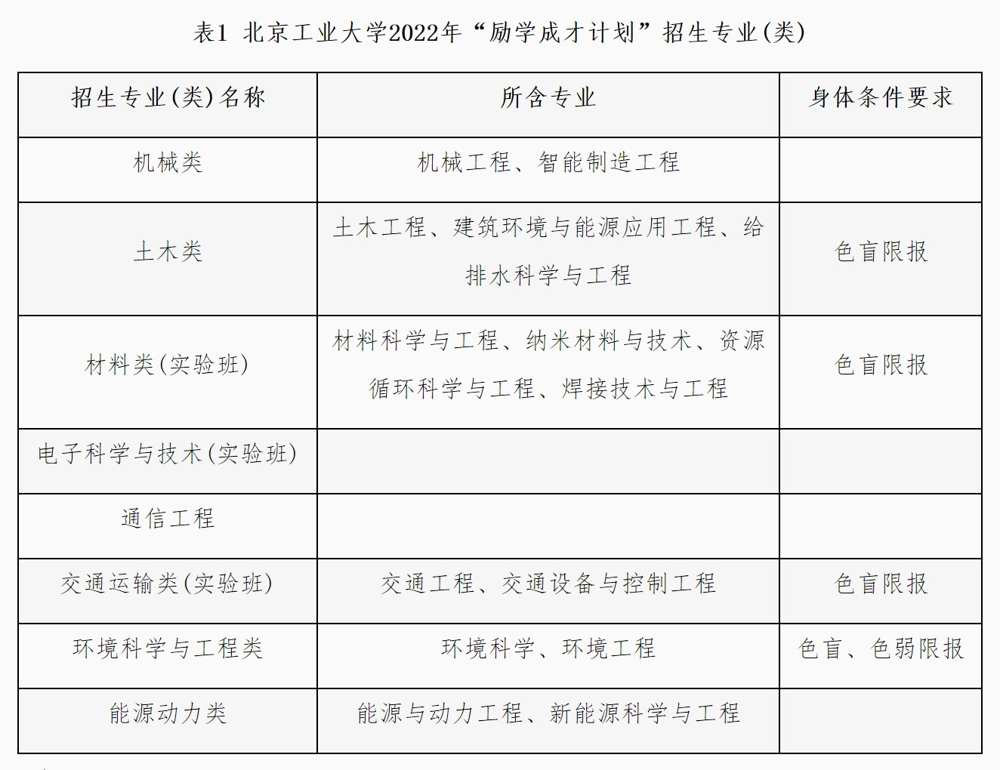 表1 北京工业大学2022年“励学成才计划”招生专业(类)
招生专业(类)名称 所含专业 身体条件要求
机械类 机械工程、智能制造工程
土木类 土木工程、建筑环境与能源应用工程、给 色盲限报
排水科学与工程
材料类(实验班) 材料科学与工程、纳米材料与技术、资源 色盲限报
循环科学与工程、焊接技术与工程
电子科学与技术(实验班)
通信工程
交通运输类(实验班) 交通工程、交通设备与控制工程 色盲限报
环境科学与工程类 环境科学、环境工程 色盲、色弱限报
能源动力类 能源与动力工程、新能源科学与工程